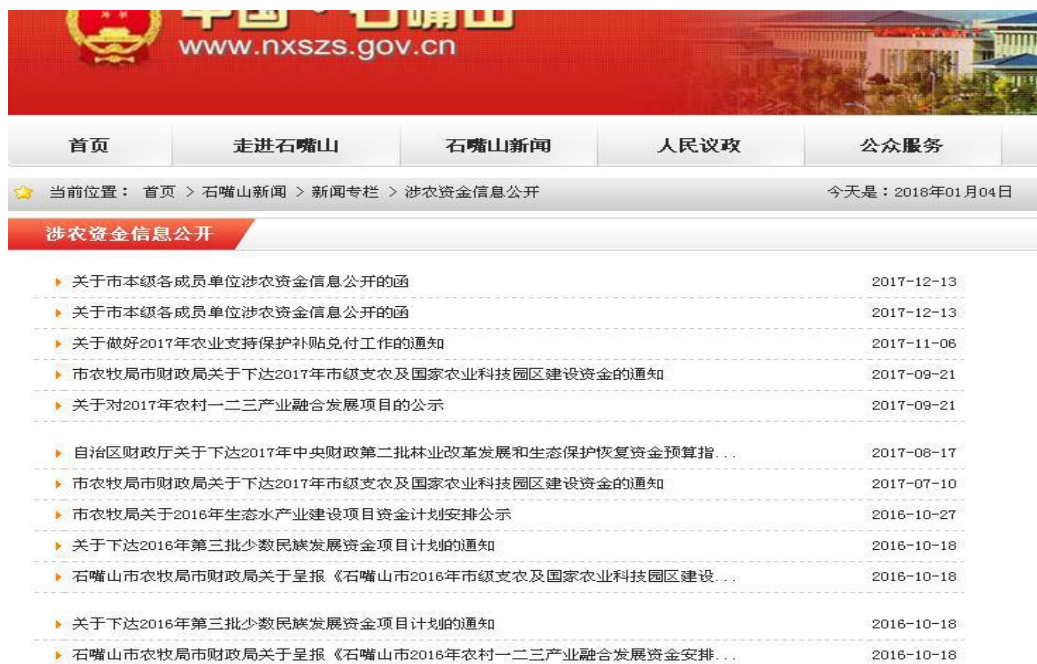 中国·石嘴山
www.nxszs.gov.cn
首页 走进石嘴山 石嘴山新闻 人民议政 公众服务
当前位置： 首页 > 石嘴山新闻 > 新闻专栏 > 涉农资金信息公开 今天是：2018年01月04日
涉农资金信息公开
关于市本级各成员单位涉农资金信息公开的函 2017-12-13
关于市本级各成员单位涉农资金信息公开的函 2017-12-13
关于做好2017年农业支持保护补贴兑付工作的通知 2017-11-06
市农牧局市财政局关于下达2017年市级支农及国家农业科技园区建设资金的通知 2017-09-21
关于对2017年农村一二三产业融合发展项目的公示 2017-09-21
自治区财政厅关于下达2017年中央财政第二批林业改革发展和生态保护恢复资金预算指... 2017-08-17
市农牧局市财政局关于下达2017年市级支农及国家农业科技园区建设资金的通知 2017-07-10
市农牧局关于2016年生态水产业建设项目资金计划安排公示 2016-10-27
关于下达2016年第三批少数民族发展资金项目计划的通知 2016-10-18
石嘴山市农牧局市财政局关于呈报《石嘴山市2016年市级支农及国家农业科技园区建设... 2016-10-18
关于下达2016年第三批少数民族发展资金项目计划的通知 2016-10-18
石嘴山市农牧局市财政局关于呈报《石嘴山市2016年农村一二三产业融合发展资金安排... 2016-10-18